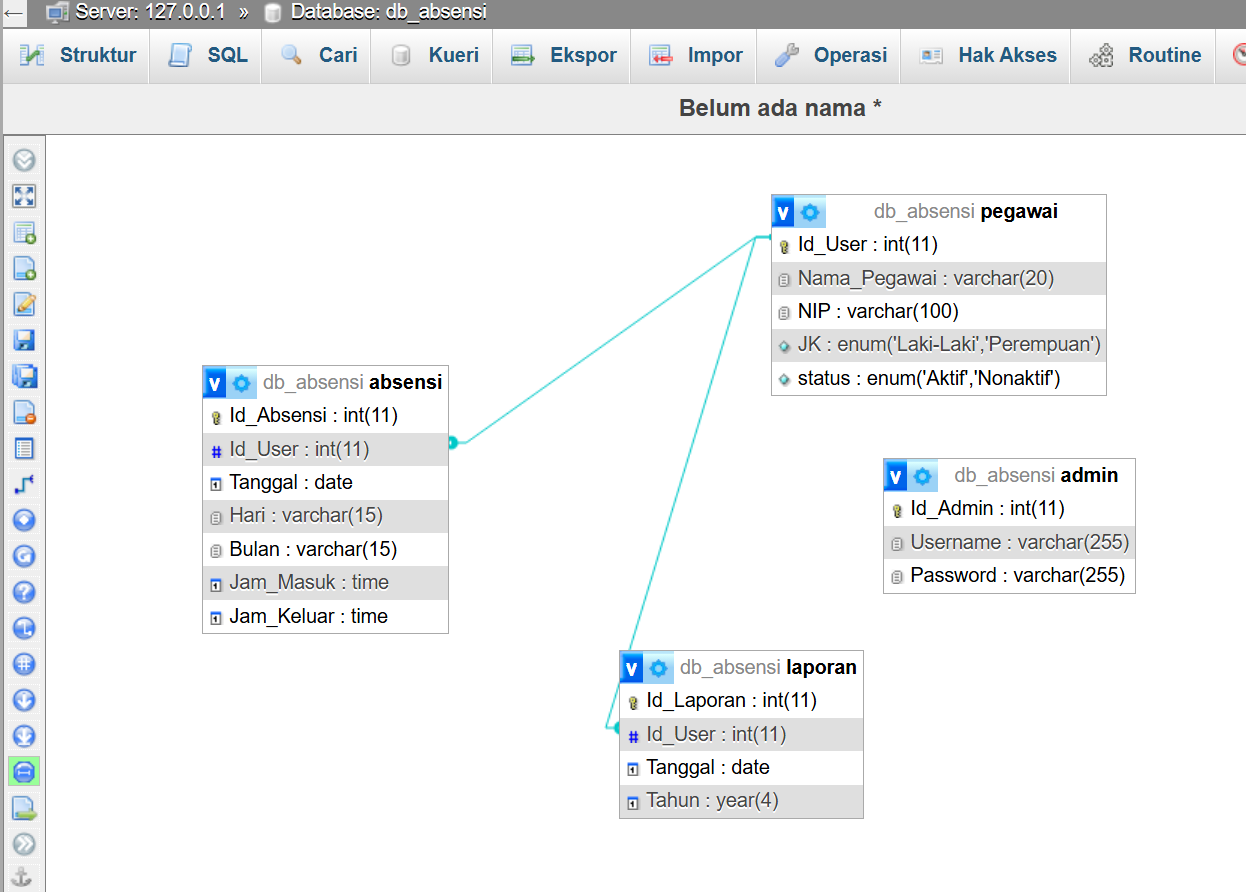 Server: 127.0.0.1 » Database: db_absensi
Struktur SQL Cari Kueri Ekspor Impor Operasi Hak Akses Routine
Belum ada nama *
v db_absensi pegawai
Id_User : int(11)
Nama_Pegawai : varchar(20)
NIP : varchar(100)
JK : enum('Laki-Laki','Perempuan')
status : enum('Aktif','Nonaktif')
v db_absensi absensi
Id_Absensi : int(11)
# Id_User : int(11)
Tanggal : date
Hari : varchar(15)
Bulan : varchar(15)
Jam_Masuk : time
Jam_Keluar : time
v db_absensi admin
Id_Admin : int(11)
Username : varchar(255)
Password : varchar(255)
v db_absensi laporan
Id_Laporan : int(11)
# Id_User : int(11)
Tanggal : date
Tahun : year(4)